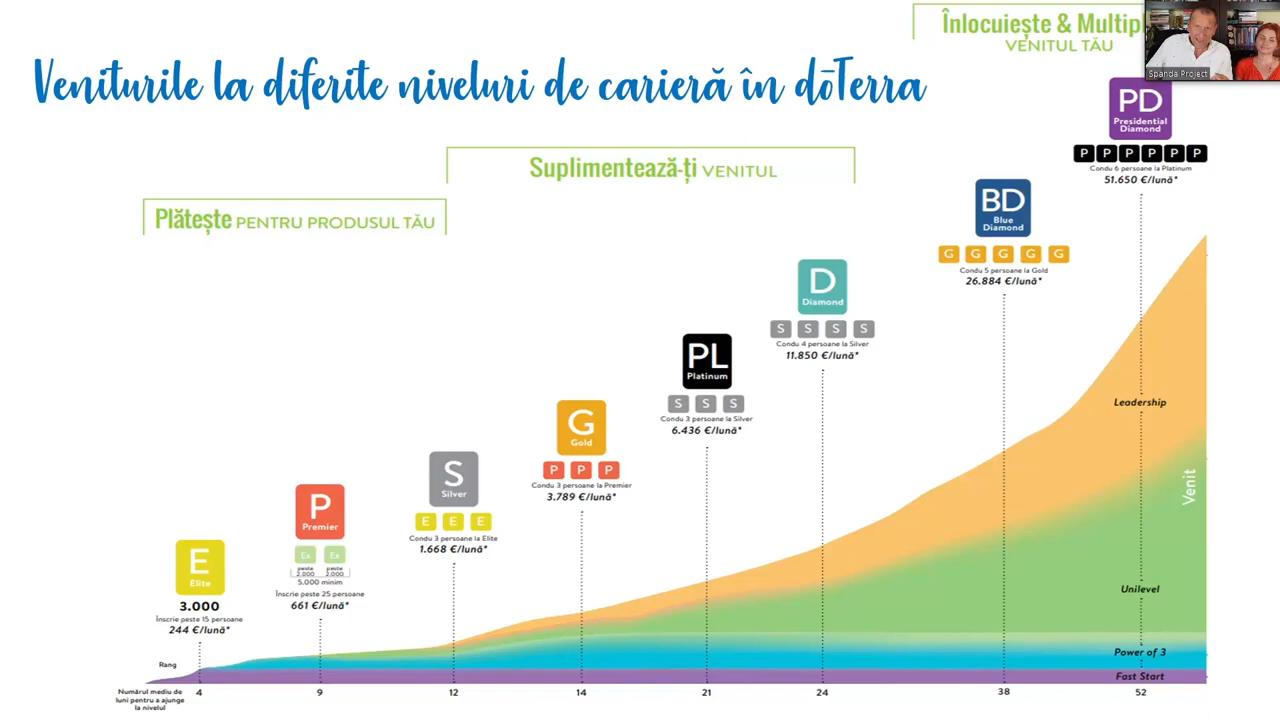 Înlocuiește & Multipl
VENITUL TĂU
Spanda Project
Veniturile la diferite niveluri de carieră în dōTerra
PD
Presidential
Diamond
P P P P P P
Condu 6 persoane la Platinum
51.650 €/lună*
Suplimentează-ți VENITUL
Plătește PENTRU PRODUSUL TĂU
BD
Blue
Diamond
G G G G G
Condu 5 persoane la Gold
26.884 €/lună*
D
Diamond
S S S S
Condu 4 persoane la Silver
11.850 €/lună*
PL
Platinum
S S S
Condu 3 persoane la Silver
6.436 €/lună*
G
Gold
P P P
Condu 3 persoane la Premier
3.789 €/lună*
S
Silver
E E E
Condu 3 persoane la Elite
1.668 €/lună*
P
Premier
Ex Ex
peste peste
2.000 2.000
5.000 minim
Înscrie peste 25 persoane
661 €/lună*
E
Elite
3.000
Înscrie peste 15 persoane
244 €/lună*
Leadership
Venit
Unilevel
Power of 3
Fast Start
Rang
Numărul mediu de
luni pentru a ajunge
la nivelul
4 9 12 14 21 24 38 52